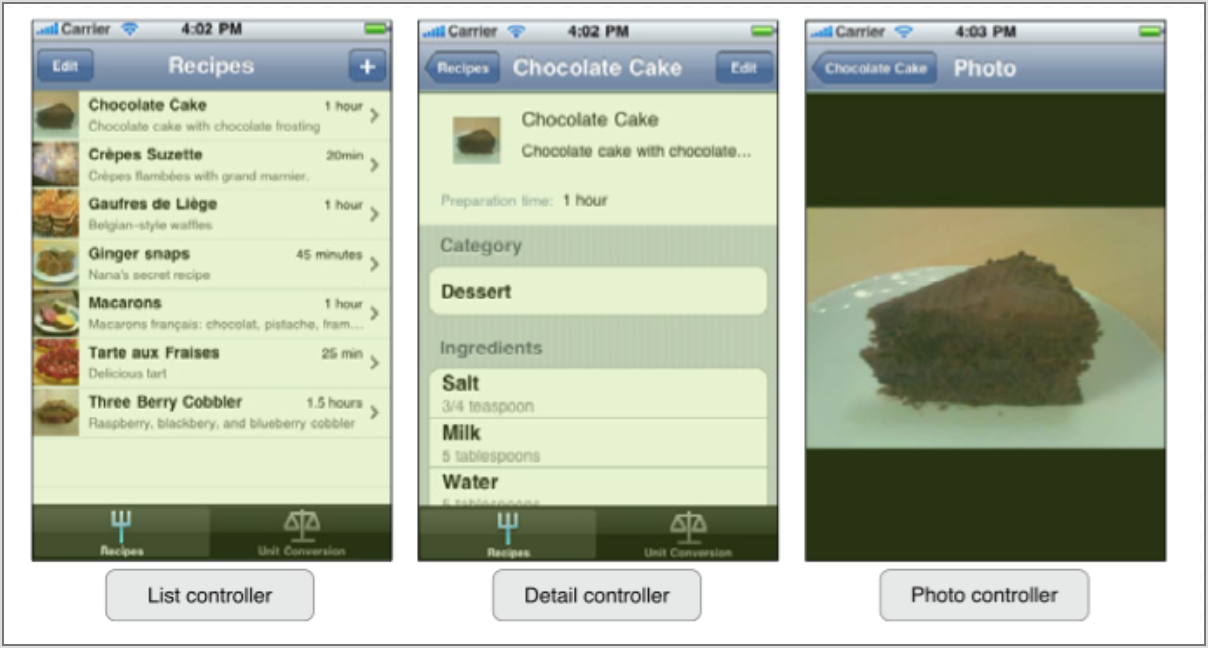 Carrier 4:02 PM
Edit Recipes +
Chocolate Cake 1 hour
Chocolate cake with chocolate frosting
Crèpes Suzette 20min
Crèpes flambées with grand marnier.
Gaufres de Liège 1 hour
Belgian-style waffles
Ginger snaps 45 minutes
Nana's secret recipe
Macarons 1 hour
Macarons français: chocolat, pistache, fram...
Tarte aux Fraises 25 min
Delicious tart
Three Berry Cobbler 1.5 hours
Raspberry, blackbery, and blueberry cobbler
Recipes Unit Conversion
List controller
Carrier 4:02 PM
Recipes Chocolate Cake Edit
Chocolate Cake
Chocolate cake with chocolate...
Preparation time: 1 hour
Category
Dessert
Ingredients
Salt
3/4 teaspoon
Milk
5 tablespoons
Water
5 tablespoons
Recipes Unit Conversion
Detail controller
Carrier 4:03 PM
Chocolate Cake Photo
Photo controller